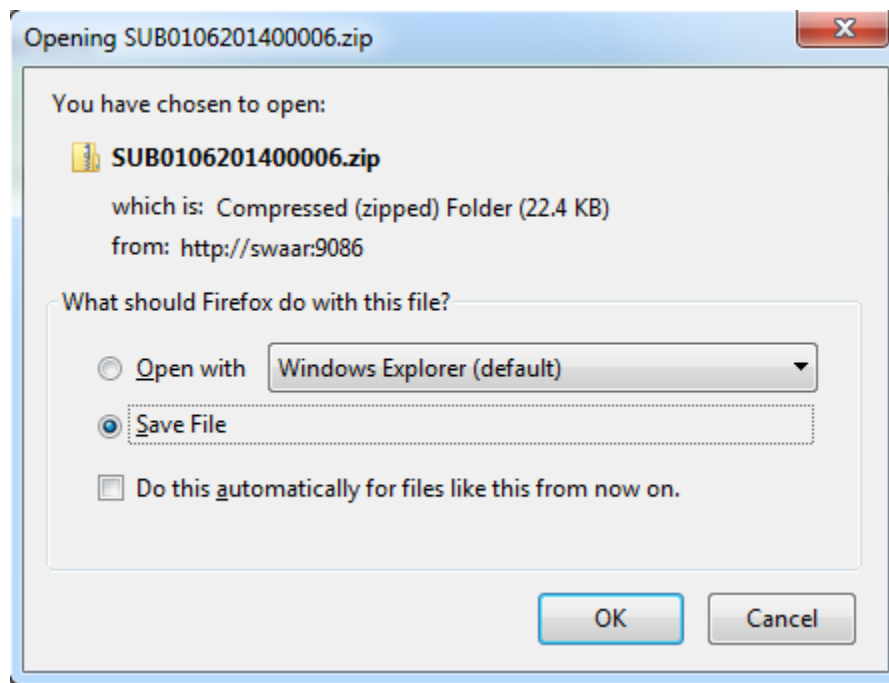 Opening SUB0106201400006.zip
You have chosen to open:
SUB0106201400006.zip
which is: Compressed (zipped) Folder (22.4 KB)
from: http://swaar:9086
What should Firefox do with this file?
Open with Windows Explorer (default)
Save File
Do this automatically for files like this from now on.
OK Cancel